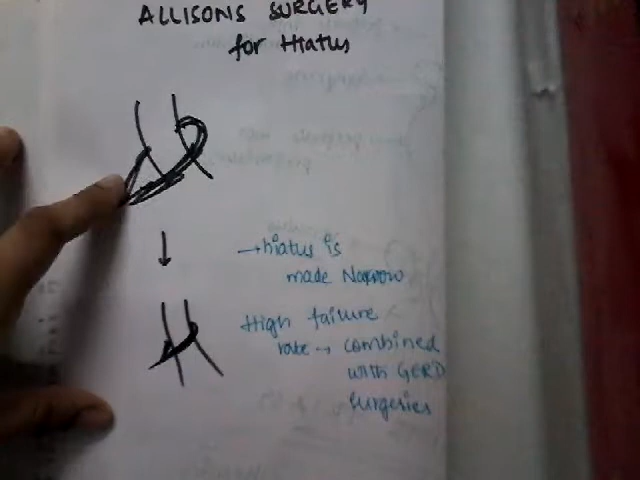 ALLISONS SURGERY
for Hiatus
→ hiatus is
made Narrow
High failure
rate → combined
with GERD
surgeries